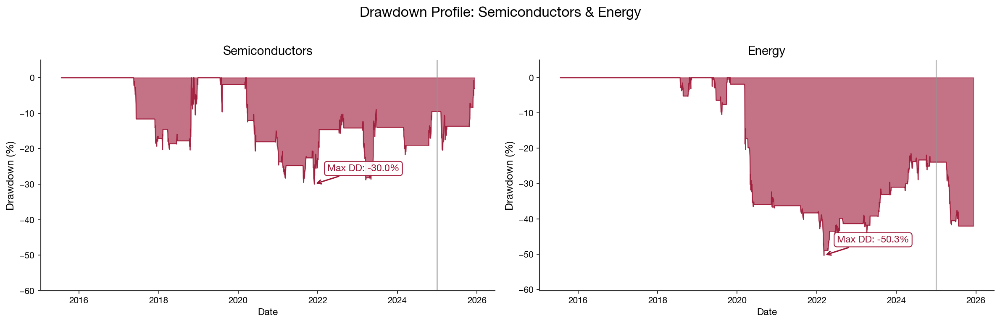 Drawdown Profile: Semiconductors & Energy
Semiconductors
Drawdown (%)
0
−10
−20
−30
−40
−50
−60
Max DD: -30.0%
2016 2018 2020 2022 2024 2026
Date
Energy
Drawdown (%)
0
−10
−20
−30
−40
−50
−60
Max DD: -50.3%
2016 2018 2020 2022 2024 2026
Date